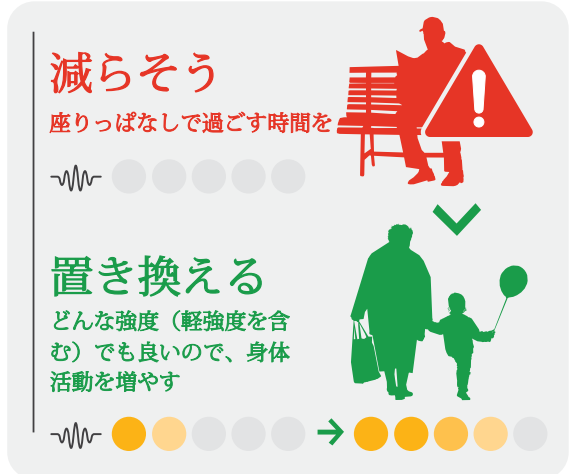 減らそう
座りっぱなしで過ごす時間を
置き換える
どんな強度（軽強度を含
む）でも良いので、身体
活動を増やす